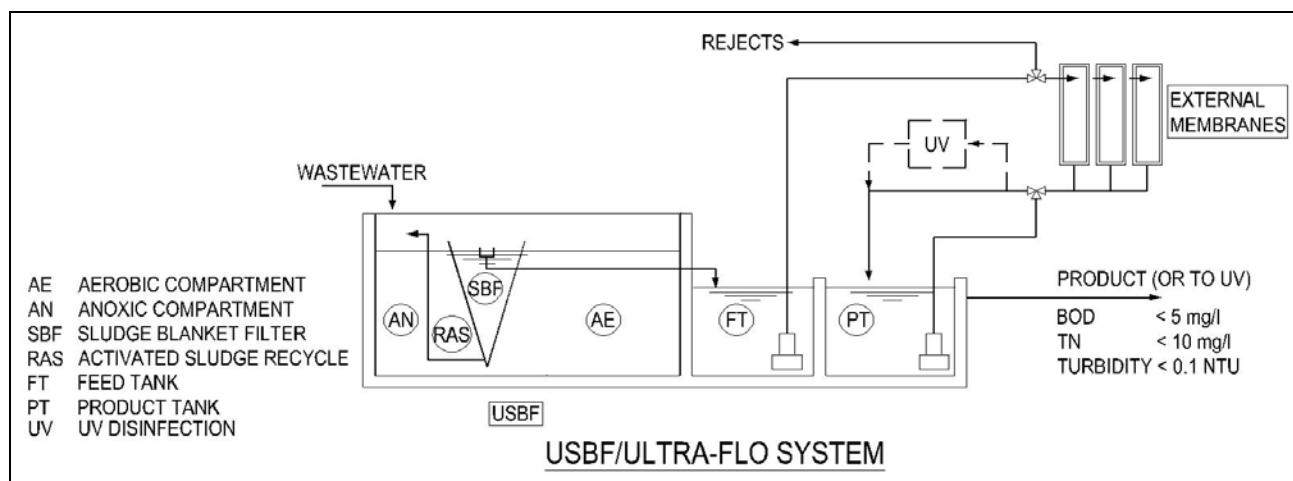 REJECTS
EXTERNAL
MEMBRANES
UV
WASTEWATER
SBF
AN
RAS
AE
FT
PT
AE AEROBIC COMPARTMENT
AN ANOXIC COMPARTMENT
SBF SLUDGE BLANKET FILTER
RAS ACTIVATED SLUDGE RECYCLE
FT FEED TANK
PT PRODUCT TANK
UV UV DISINFECTION
PRODUCT (OR TO UV)
BOD < 5 mg/l
TN < 10 mg/l
TURBIDITY < 0.1 NTU
USBF
USBF/ULTRA-FLO SYSTEM